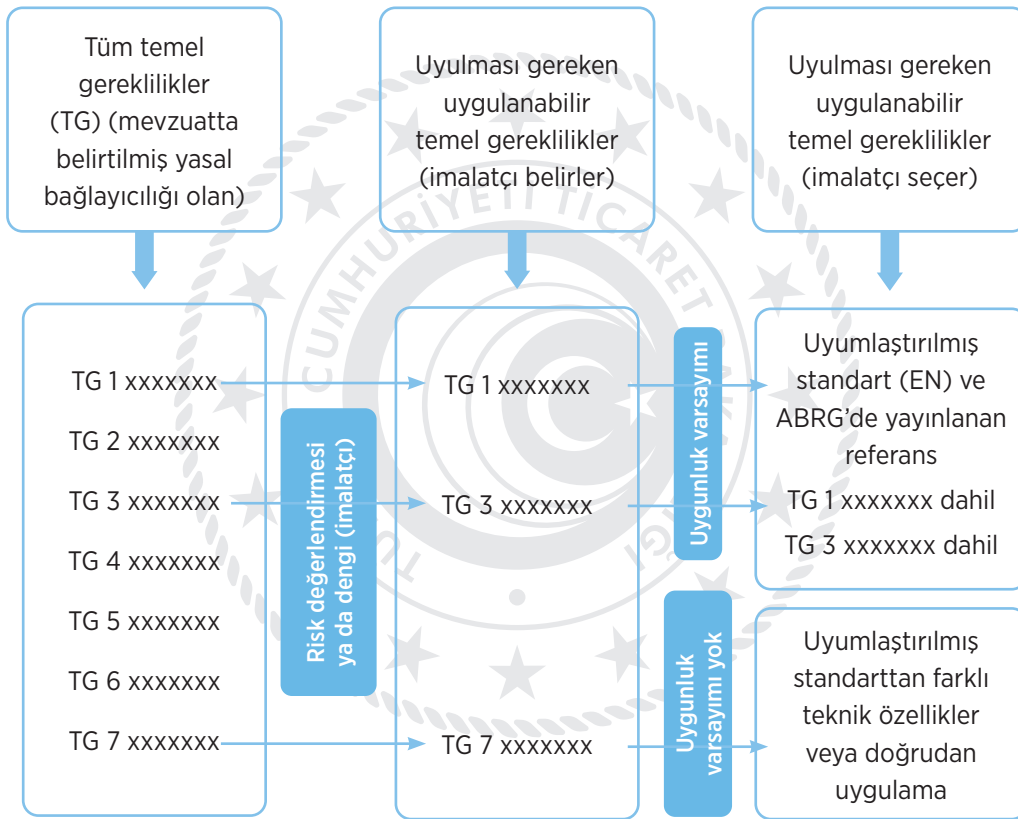 Tüm temel
gereklilikler
(TG) (mevzuatta
belirtilmiş yasal
bağlayıcılığı olan)
Uyulması gereken
uygulanabilir
temel gereklilikler
(imalatçı belirler)
Uyulması gereken
uygulanabilir
temel gereklilikler
(imalatçı seçer)
TG 1 xxxxxxx
TG 2 xxxxxxx
TG 3 xxxxxxx
TG 4 xxxxxxx
TG 5 xxxxxxx
TG 6 xxxxxxx
TG 7 xxxxxxx
Risk değerlendirmesi
ya da dengi (imalatçı)
TG 1 xxxxxxx
TG 3 xxxxxxx
TG 7 xxxxxxx
Uygunluk varsayımı
Uygunluk
varsayımı yok
Uyumlaştırılmış
standart (EN) ve
ABRG’de yayınlanan
referans
TG 1 xxxxxxx dahil
TG 3 xxxxxxx dahil
Uyumlaştırılmış
standarttan farklı
teknik özellikler
veya doğrudan
uygulama
CUMHURİYETİ TİCARET